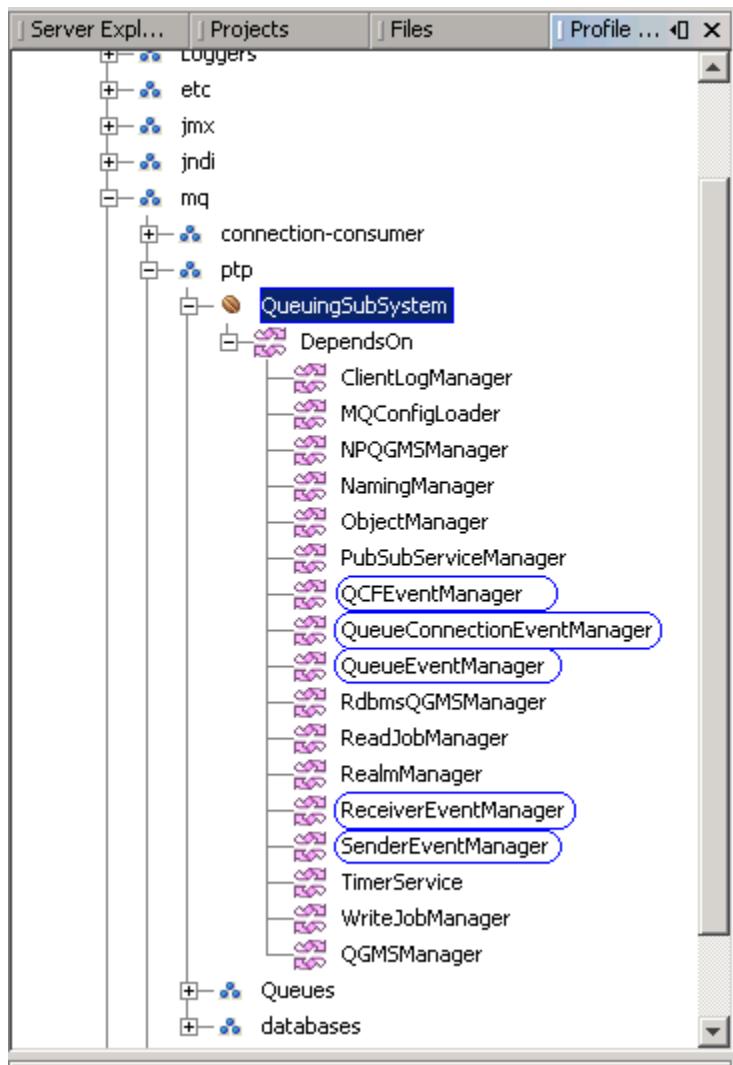 Server Expl...
Projects
Files
Profile ...
Loggers
etc
jmx
jndi
mq
connection-consumer
ptp
QueuingSubSystem
DependsOn
ClientLogManager
MQConfigLoader
NPQGMSManager
NamingManager
ObjectManager
PubSubServiceManager
QCFEventManager
QueueConnectionEventManager
QueueEventManager
RdbmsQGMSManager
ReadJobManager
RealmManager
ReceiverEventManager
SenderEventManager
TimerService
WriteJobManager
QGMSManager
Queues
databases